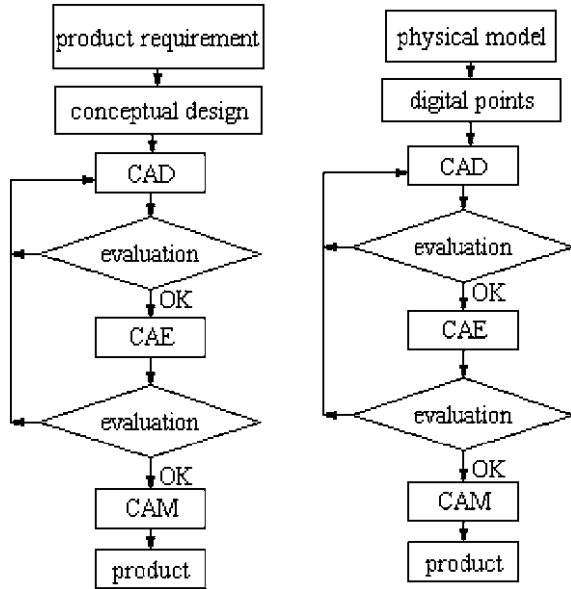 product requirement
conceptual design
CAD
evaluation
OK
CAE
evaluation
OK
CAM
product
physical model
digital points
CAD
evaluation
OK
CAE
evaluation
OK
CAM
product